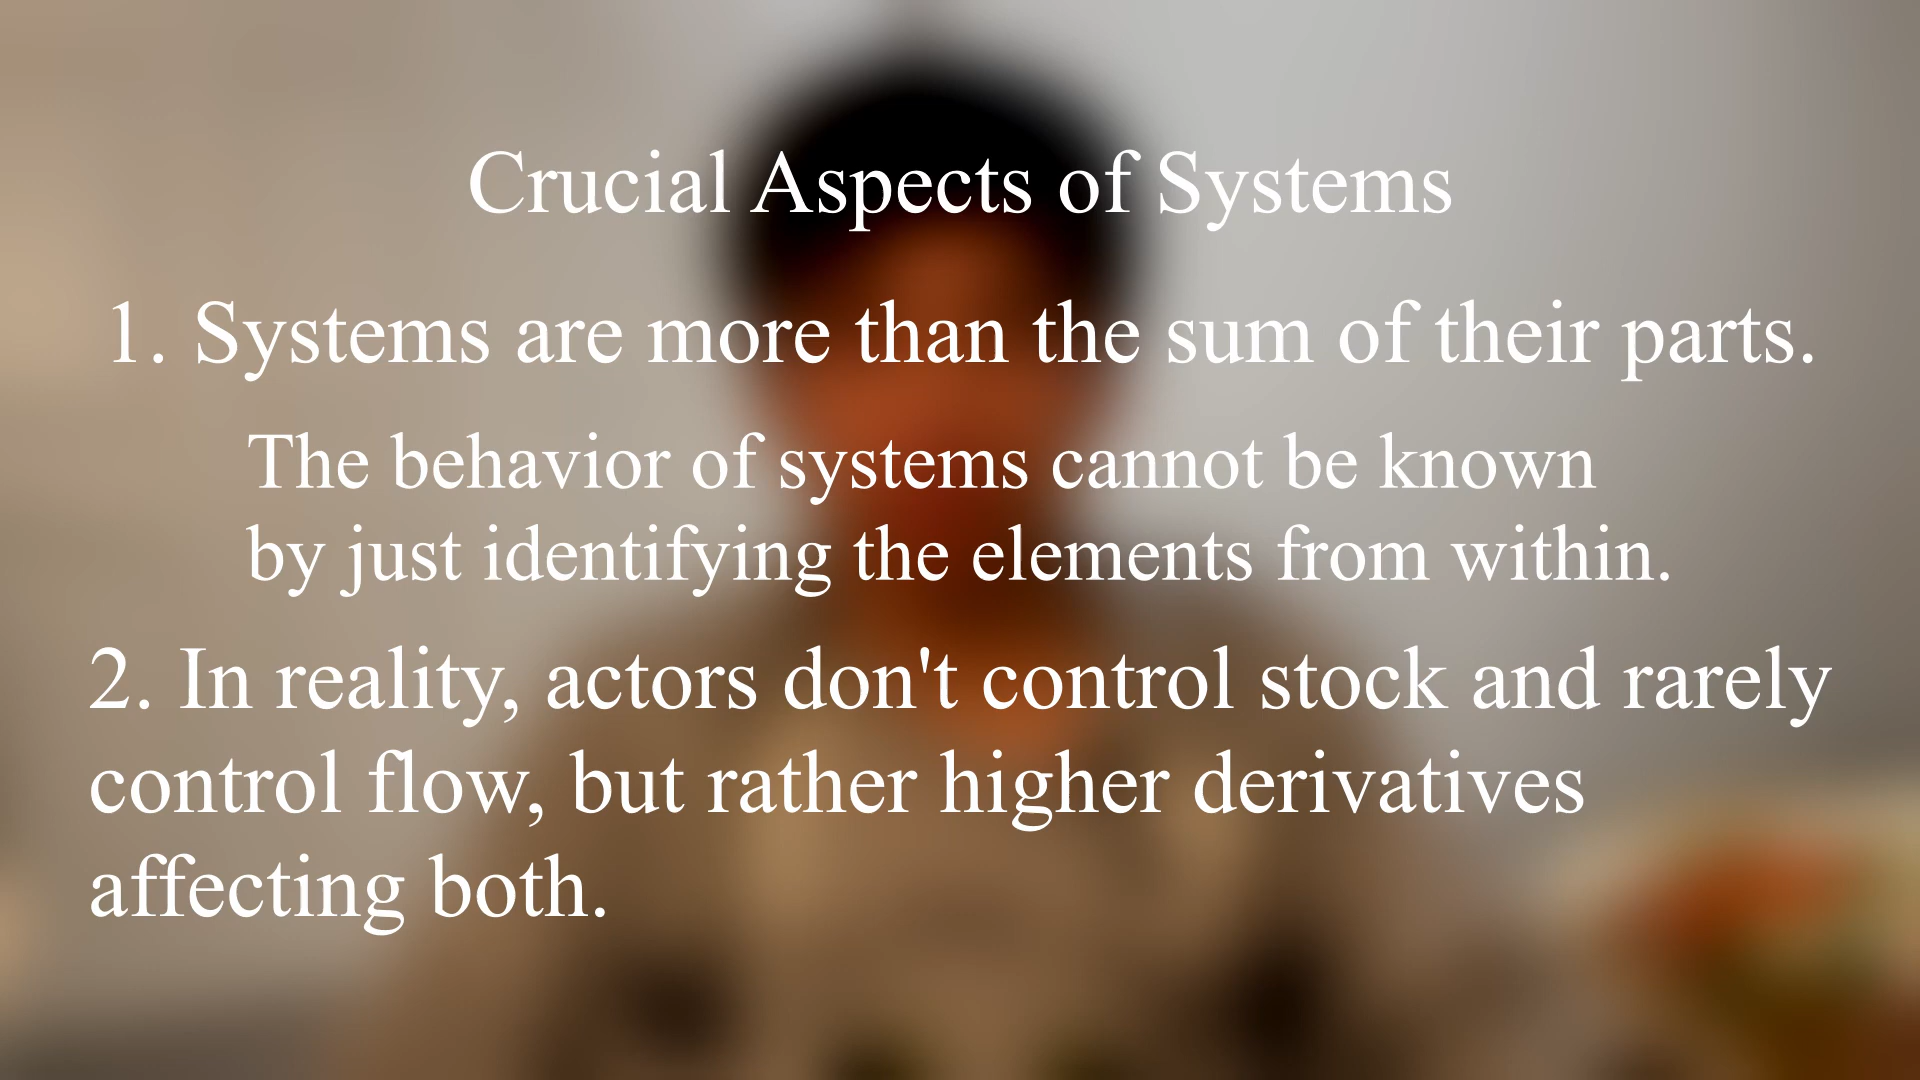 Crucial Aspects of Systems
1. Systems are more than the sum of their parts.
The behavior of systems cannot be known
by just identifying the elements from within.
2. In reality, actors don't control stock and rarely
control flow, but rather higher derivatives
affecting both.